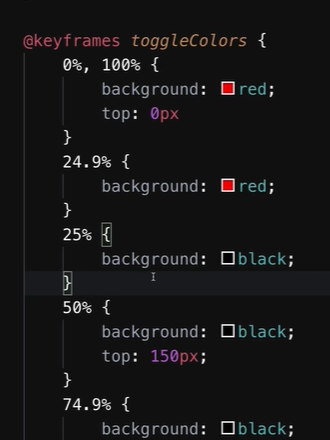 @keyframes toggleColors {
0%, 100% {
background: red;
top: 0px
}
24.9% {
background: red;
}
25% {
background: black;
}
50% {
background: black;
top: 150px;
}
74.9% {
background: black;